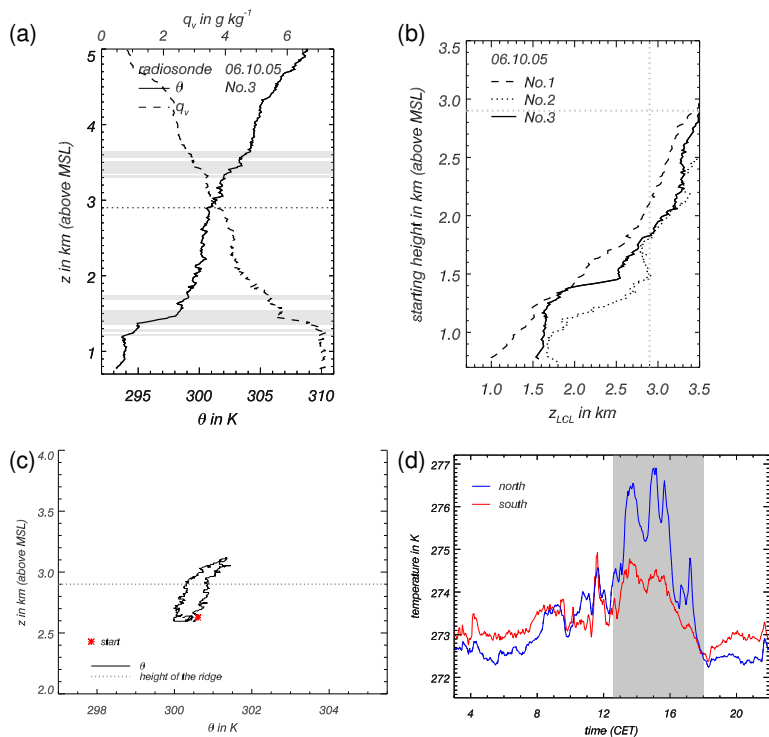 (a)
q_v in g kg^-1
0 2 4 6
radiosonde 06.10.05
θ No.3
q_v
5
4
3
2
1
z in km (above MSL)
295 300 305 310
θ in K
(b)
06.10.05
No.1
No.2
No.3
3.5
3.0
2.5
2.0
1.5
1.0
starting height in km (above MSL)
1.0 1.5 2.0 2.5 3.0 3.5
z_LCL in km
(c)
4.0
3.5
3.0
2.5
2.0
z in km (above MSL)
start
θ
height of the ridge
298 300 302 304
θ in K
(d)
277
276
275
274
273
272
temperature in K
north
south
4 8 12 16 20
time (CET)